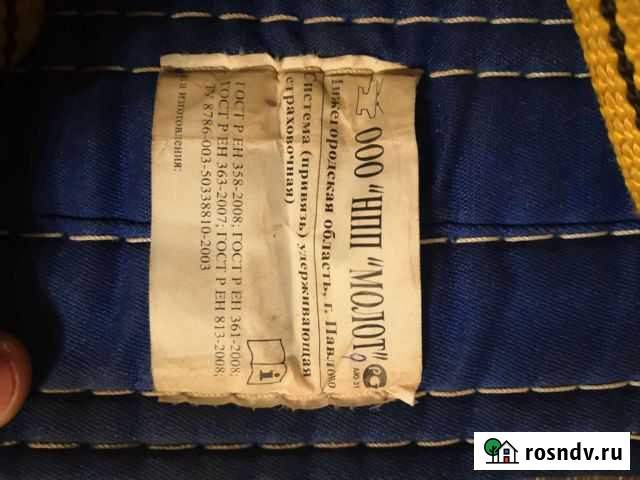 ООО "НПП "МОЛОТ"
Нижегородская область, г. Павлово
Система (привязь) удерживающая
(страховочная)
ГОСТ Р ЕН 358-2008; ГОСТ Р ЕН 361-2008;
ГОСТ Р ЕН 363-2007; ГОСТ Р ЕН 813-2008;
ТУ 8786-003-50338810-2003
изготовления:
rosndv.ru